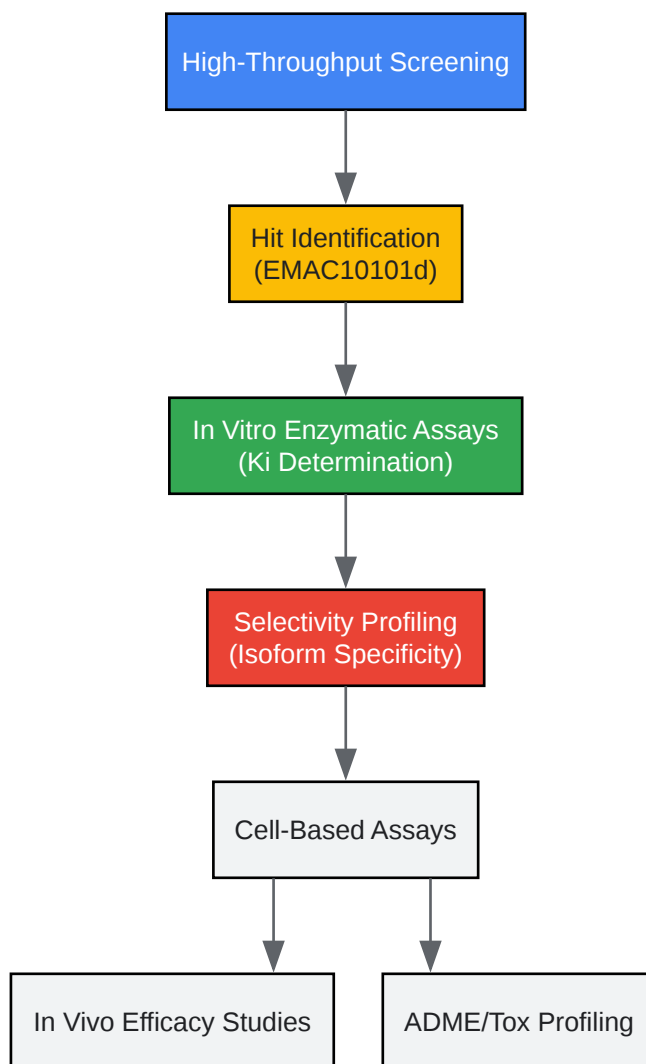 High-Throughput Screening
Hit Identification
(EMAC10101d)
In Vitro Enzymatic Assays
(Ki Determination)
Selectivity Profiling
(Isoform Specificity)
Cell-Based Assays
In Vivo Efficacy Studies
ADME/Tox Profiling